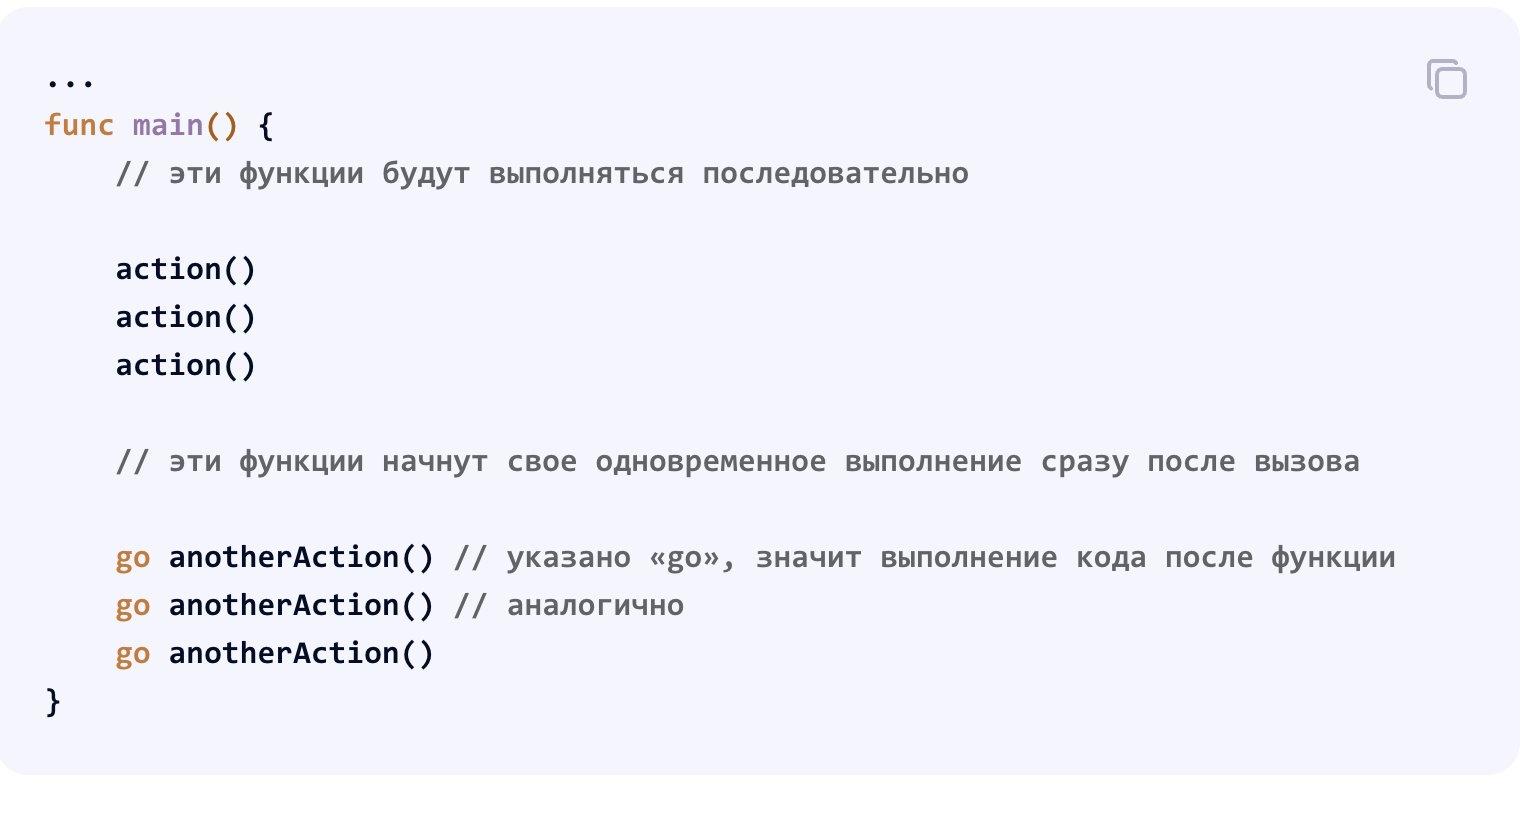 ...
func main() {
    // эти функции будут выполняться последовательно
    action()
    action()
    action()
    // эти функции начнут свое одновременное выполнение сразу после вызова
    go anotherAction() // указано «go», значит выполнение кода после функции
    go anotherAction() // аналогично
    go anotherAction()
}